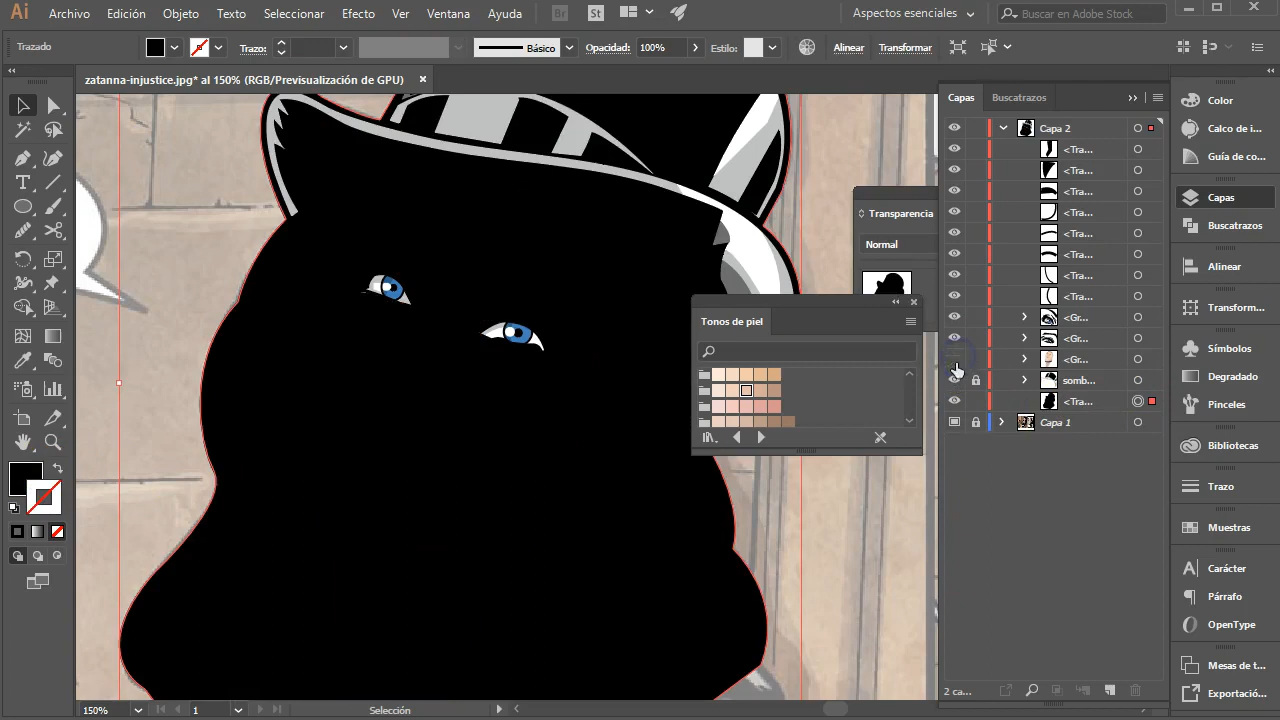 Ai Archivo Edición Objeto Texto Seleccionar Efecto Ver Ventana Ayuda Br St Aspectos esenciales Buscar en Adobe Stock
Trazado Trazo: Básico Opacidad: 100% Estilo: Alinear Transformar
zatanna-injustice.jpg* al 150% (RGB/Previsualización de GPU)
Capas Buscatrazos
Capa 2
<Tra...
<Tra...
<Tra...
<Tra...
<Tra...
<Tra...
<Tra...
<Tra...
<Gr...
<Gr...
<Gr...
somb...
<Tra...
Capa 1
Transparencia
Normal
Tonos de piel
Color
Calco de i...
Guía de co...
Capas
Buscatrazos
Alinear
Transform...
Símbolos
Degradado
Pinceles
Bibliotecas
Trazo
Muestras
Carácter
Párrafo
OpenType
Mesas de t...
Exportació...
2 ca...
150% 1 Selección